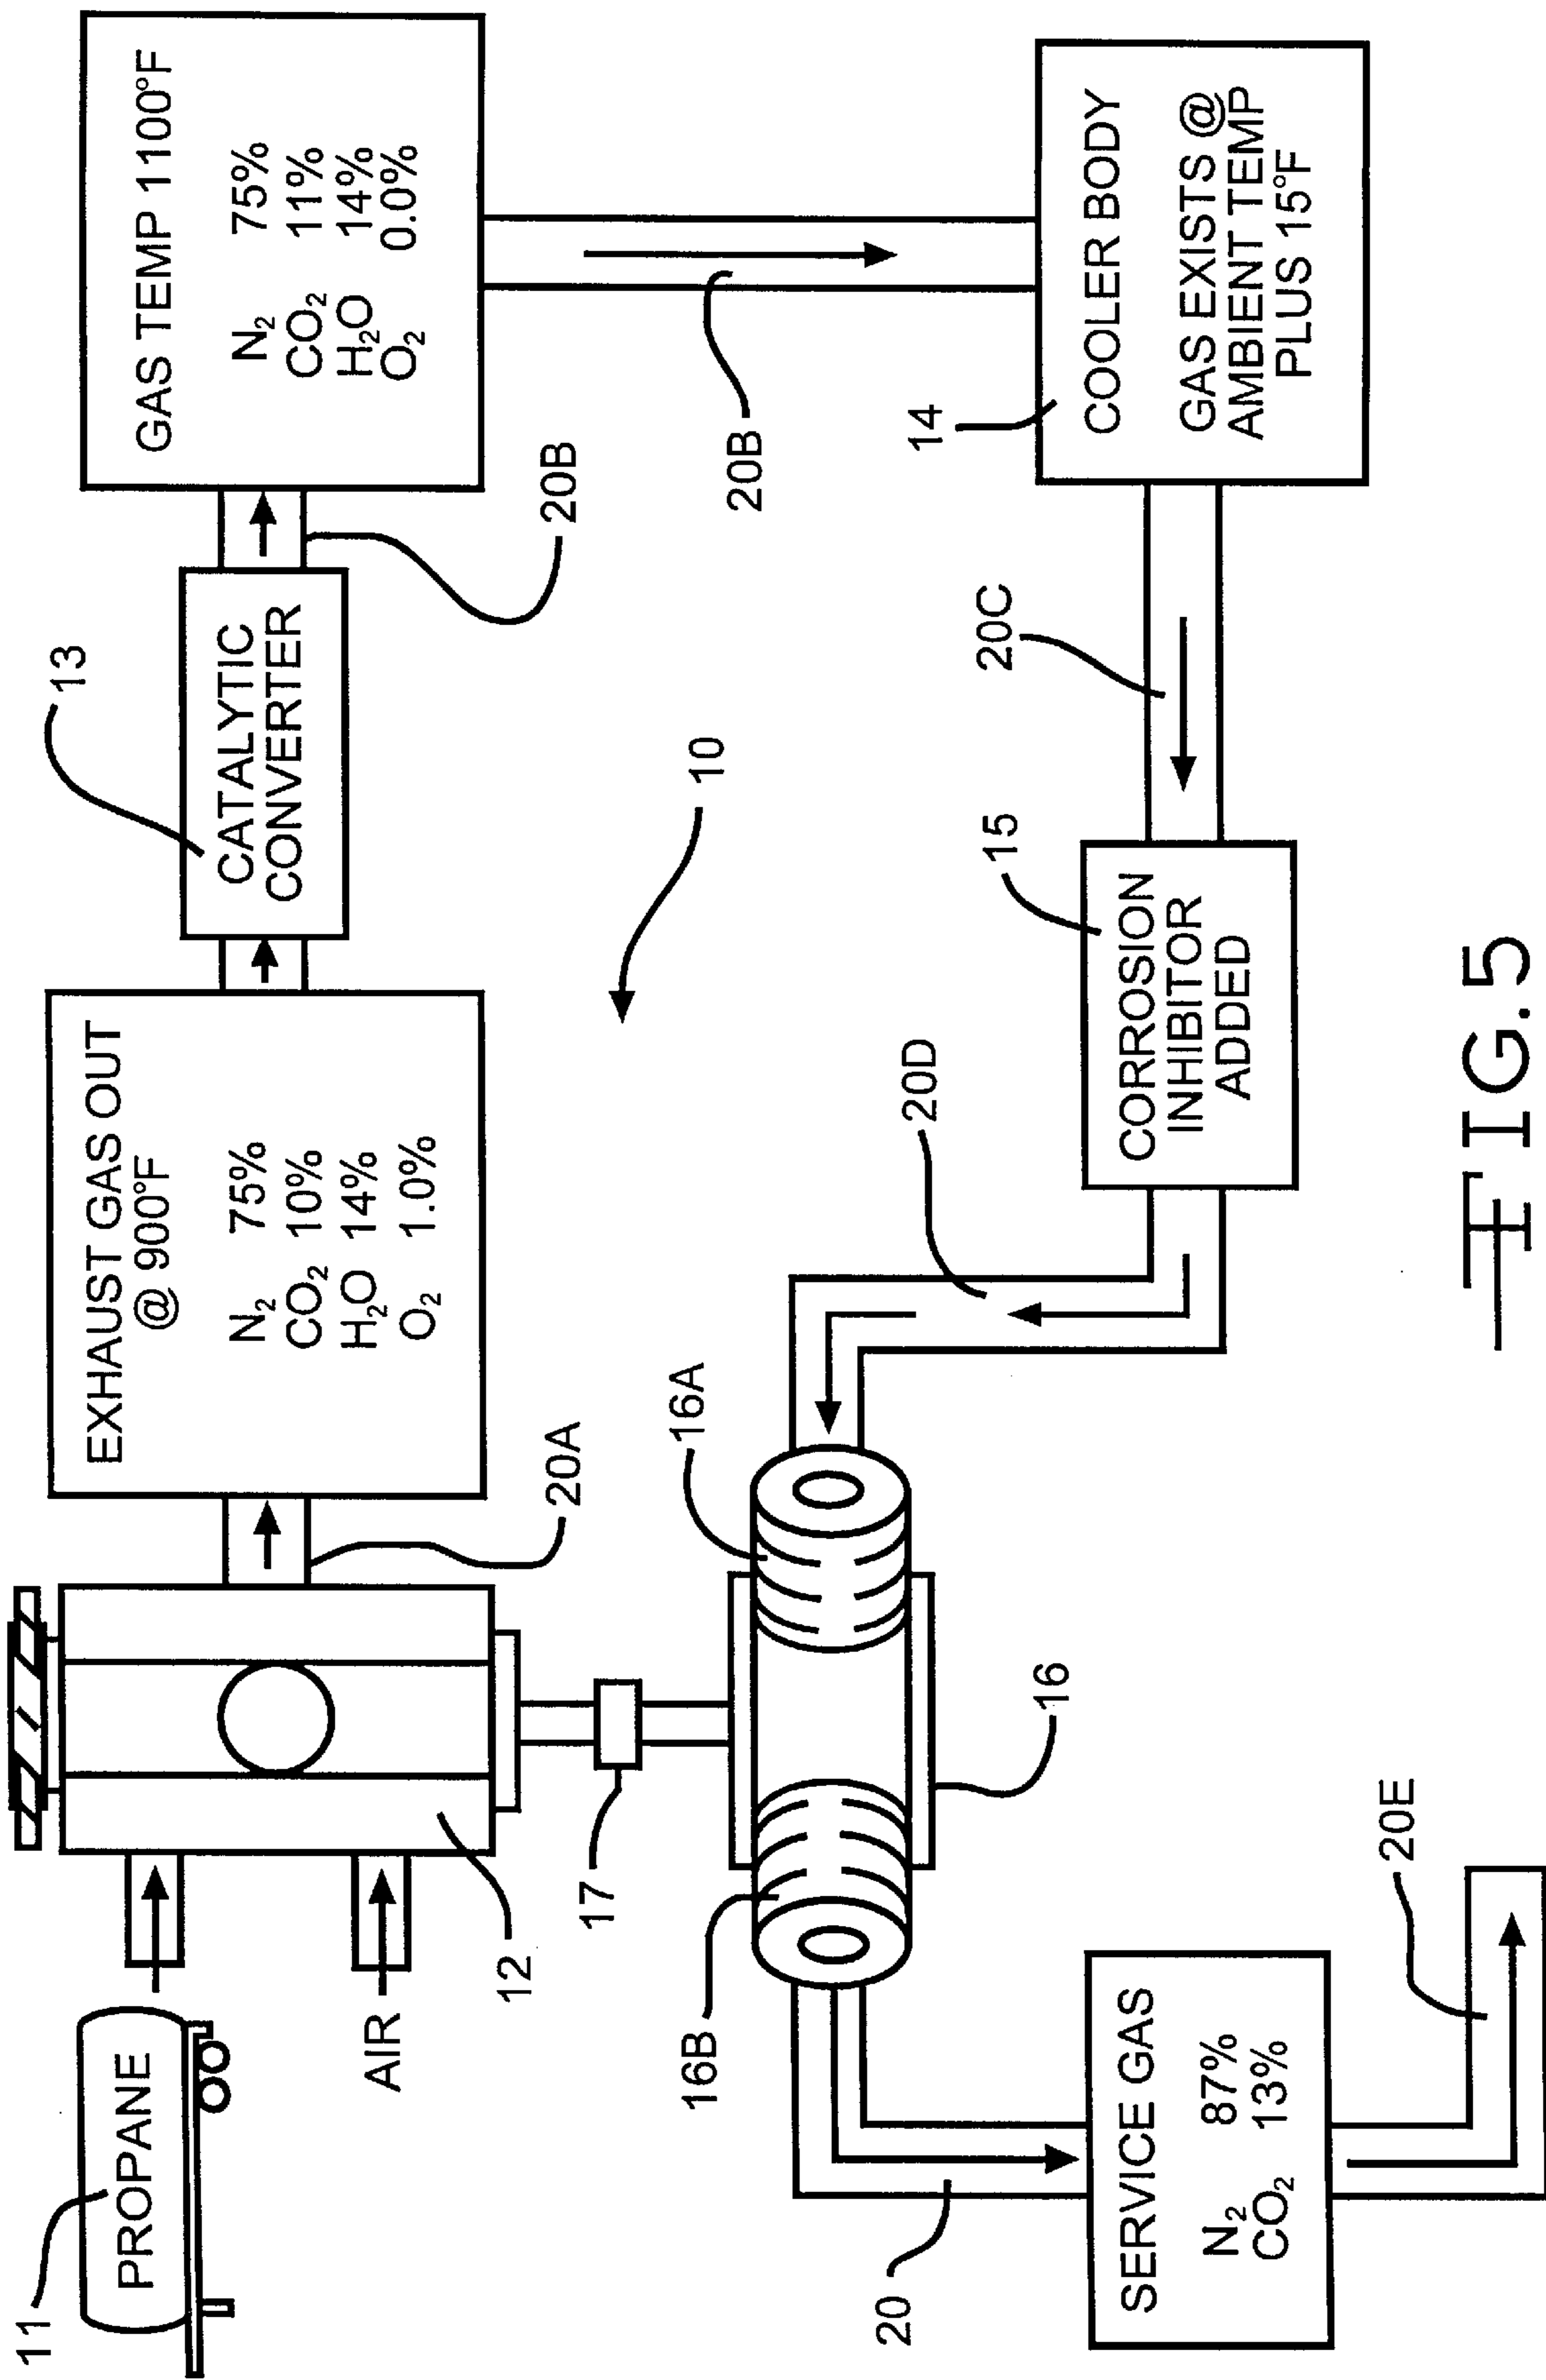 11
PROPANE
AIR
12
20A
EXHAUST GAS OUT
@ 900°F
N₂ 75%
CO₂ 10%
H₂O 14%
O₂ 1.0%
13
CATALYTIC
CONVERTER
20B
GAS TEMP 1100°F
N₂ 75%
CO₂ 11%
H₂O 14%
O₂ 0.0%
10
20B
17
16A
16B
16
20D
15
CORROSION
INHIBITOR
ADDED
20C
14
COOLER BODY
GAS EXISTS @
AMBIENT TEMP
PLUS 15°F
20
SERVICE GAS
N₂ 87%
CO₂ 13%
20E
FIG.5